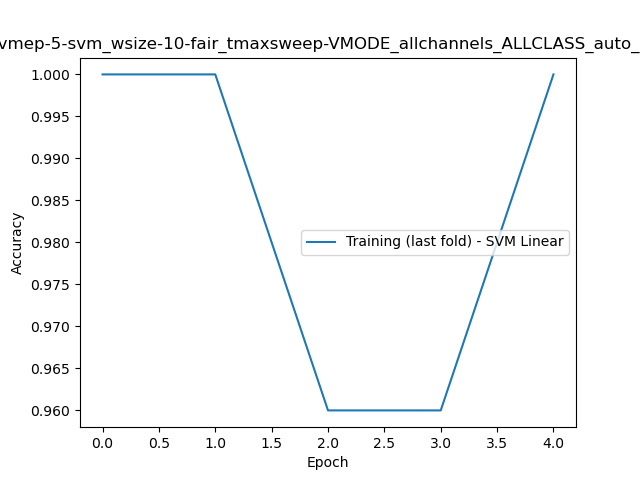 vmep-5-svm_wsize-10-fair_tmaxsweep-VMODE_allchannels_ALLCLASS_auto_
1.000
0.995
0.990
0.985
0.980
0.975
0.970
0.965
0.960
Accuracy
Training (last fold) - SVM Linear
0.0 0.5 1.0 1.5 2.0 2.5 3.0 3.5 4.0
Epoch